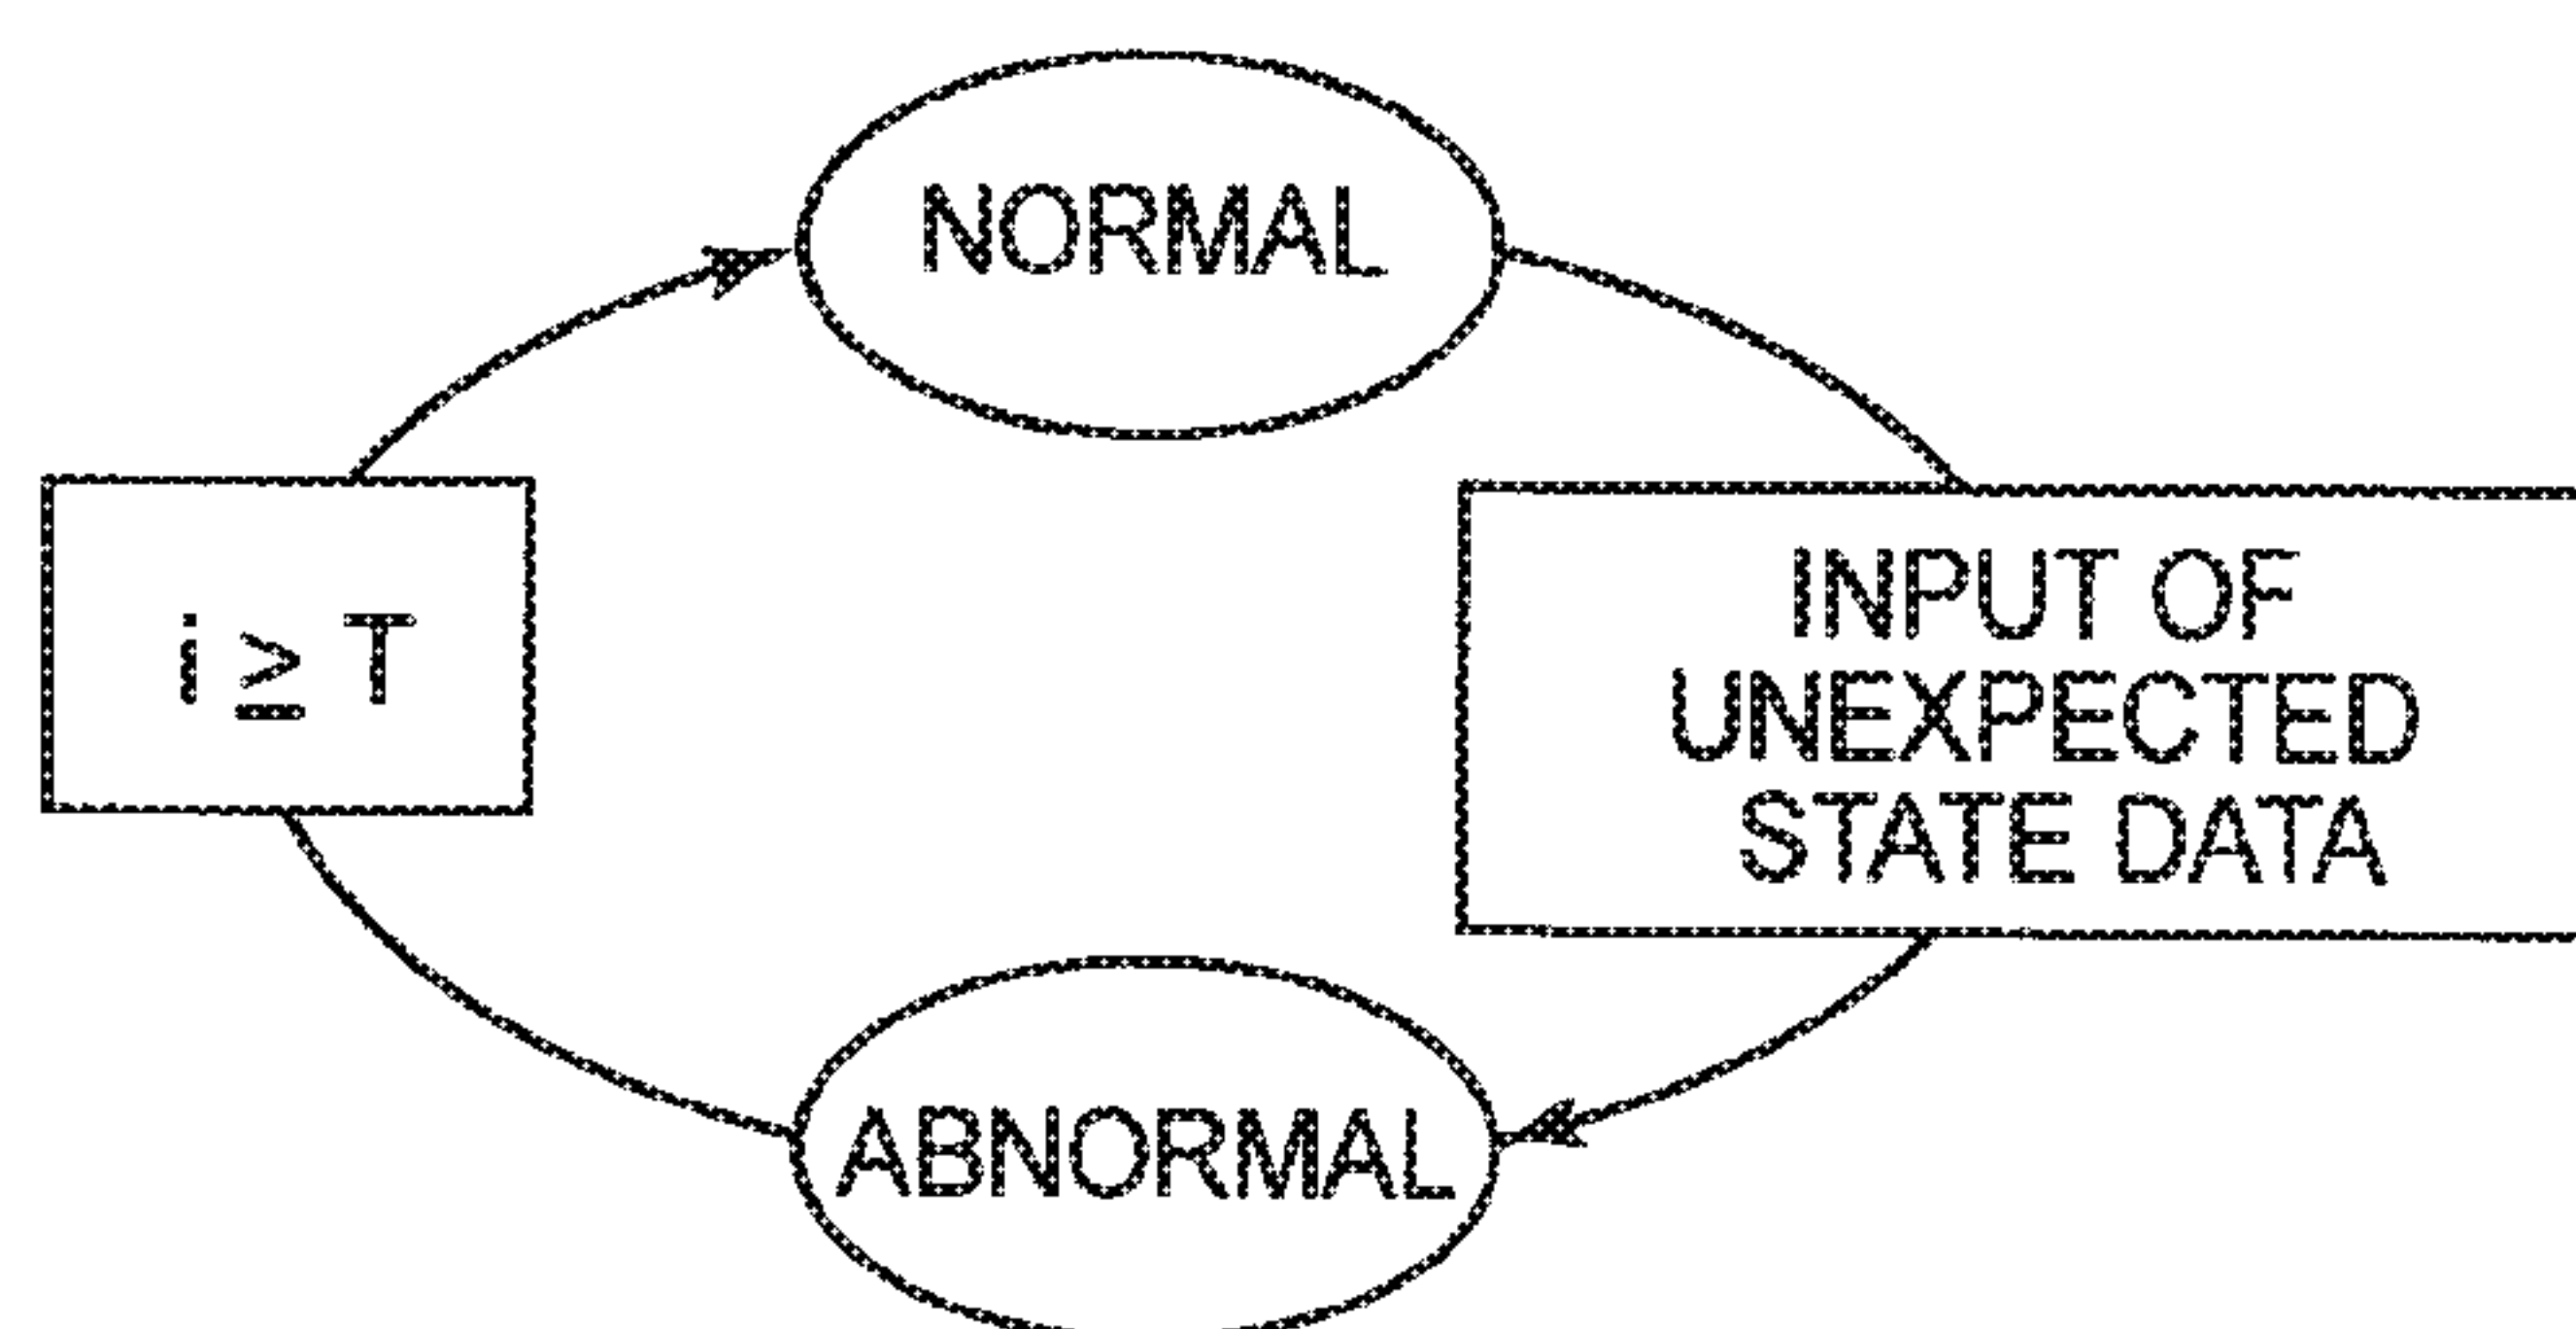 NORMAL
i ≥ T
INPUT OF
UNEXPECTED
STATE DATA
ABNORMAL